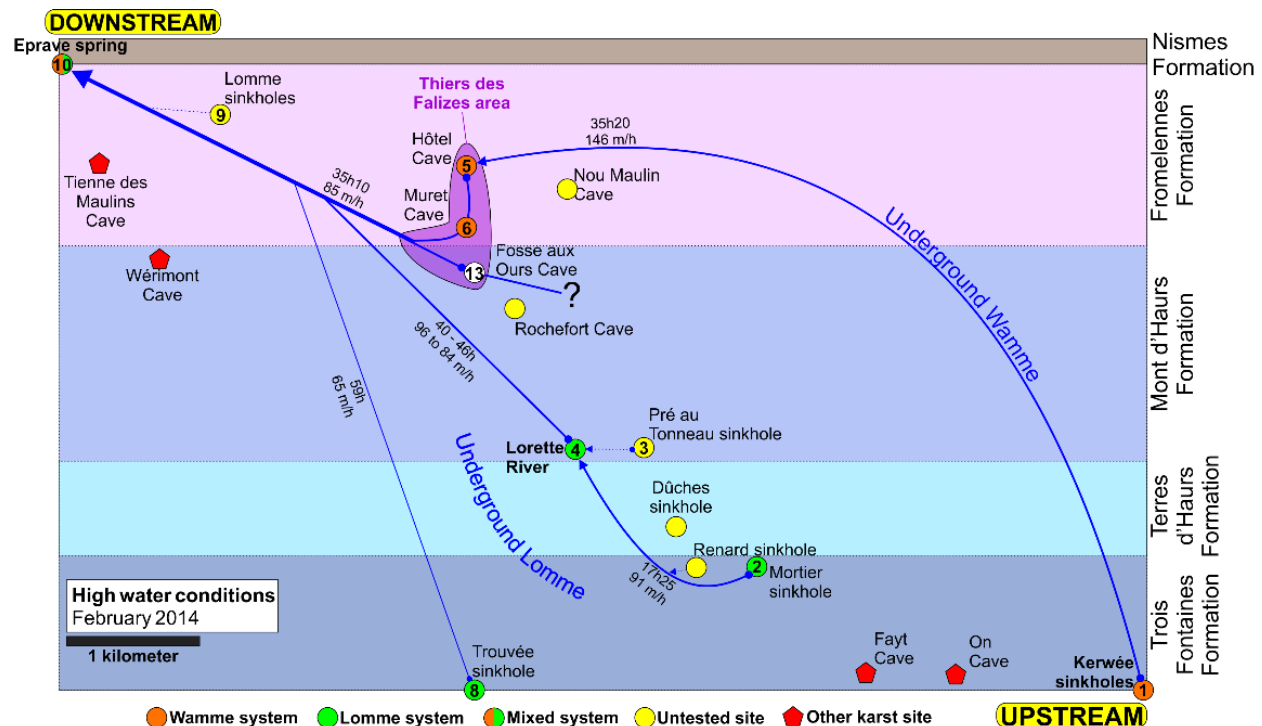 DOWNSTREAM
Eprave spring
10
Nismes
Formation
Lomme
sinkholes
9
Thiers des
Falizes area
35h20
146 m/h
Hôtel
Cave
5
Tienne des
Maulins
Cave
35h10
85 m/h
Muret
Cave
6
Nou Maulin
Cave
Fromelennes
Formation
Underground Wamme
Wérimont
Cave
Fosse aux
Ours Cave
13
?
Rochefort Cave
Mont d'Haurs
Formation
40 - 46h
96 to 84 m/h
59h
65 m/h
Pré au
Tonneau sinkhole
3
Lorette
River
4
Underground Lomme
Dûches
sinkhole
Terres
d'Haurs
Formation
Renard sinkhole
17h25
91 m/h
2
Mortier
sinkhole
High water conditions
February 2014
1 kilometer
Trouvée
sinkhole
8
Fayt
Cave
On
Cave
Kerwée
sinkholes
1
Trois
Fontaines
Formation
Wamme system
Lomme system
Mixed system
Untested site
Other karst site
UPSTREAM